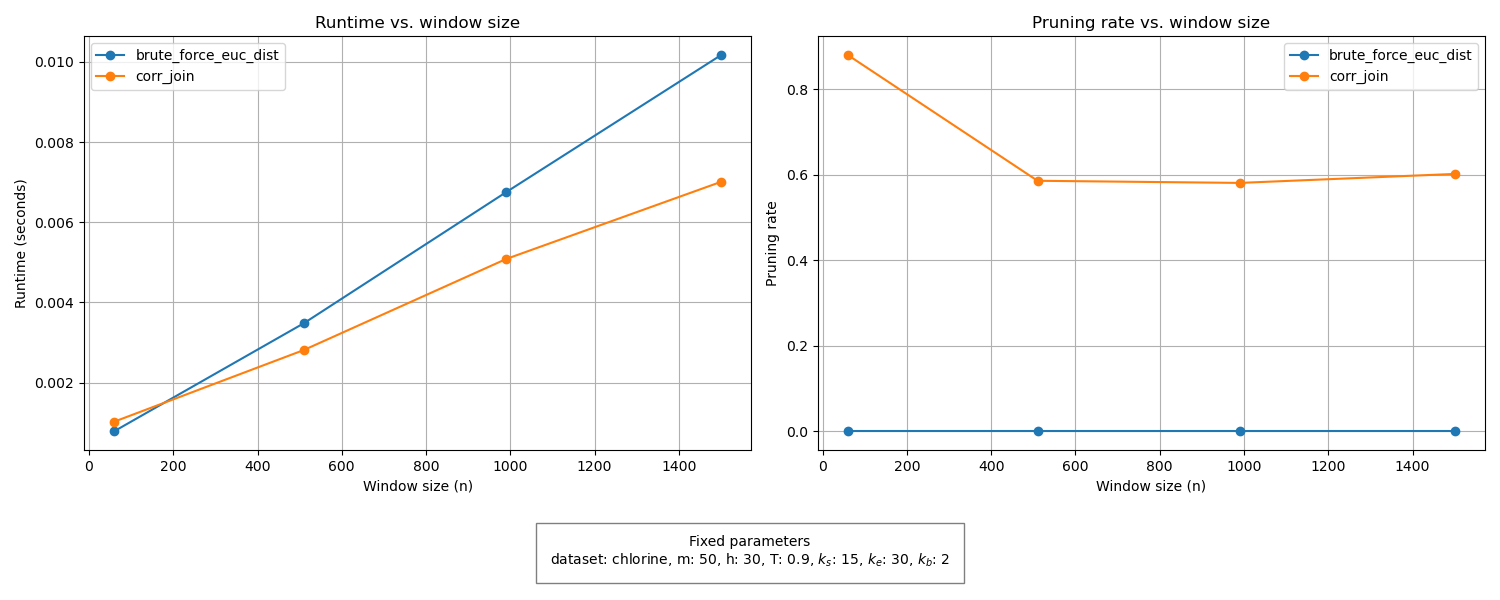 Runtime vs. window size
brute_force_euc_dist
corr_join
0.010
0.008
0.006
0.004
0.002
Runtime (seconds)
0
200
400
600
800
1000
1200
1400
Window size (n)
Pruning rate vs. window size
brute_force_euc_dist
corr_join
0.8
0.6
0.4
0.2
0.0
Pruning rate
0
200
400
600
800
1000
1200
1400
Window size (n)
Fixed parameters
dataset: chlorine, m: 50, h: 30, T: 0.9, kₛ: 15, kₑ: 30, k_b: 2